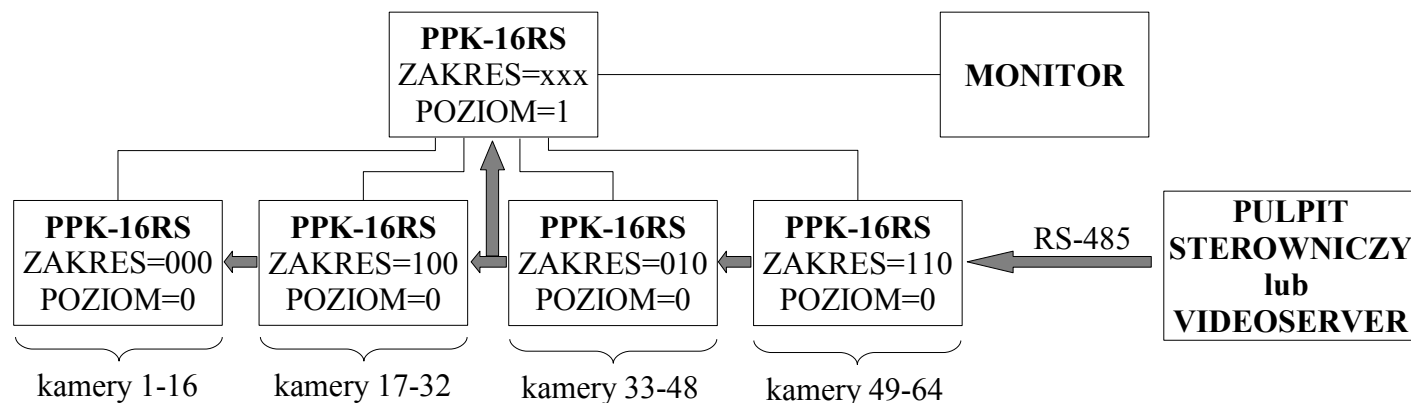 PPK-16RS
ZAKRES=xxx
POZIOM=1
MONITOR
PPK-16RS
ZAKRES=000
POZIOM=0
PPK-16RS
ZAKRES=100
POZIOM=0
PPK-16RS
ZAKRES=010
POZIOM=0
PPK-16RS
ZAKRES=110
POZIOM=0
RS-485
PULPIT
STEROWNICZY
lub
VIDEOSERVER
kamery 1-16
kamery 17-32
kamery 33-48
kamery 49-64